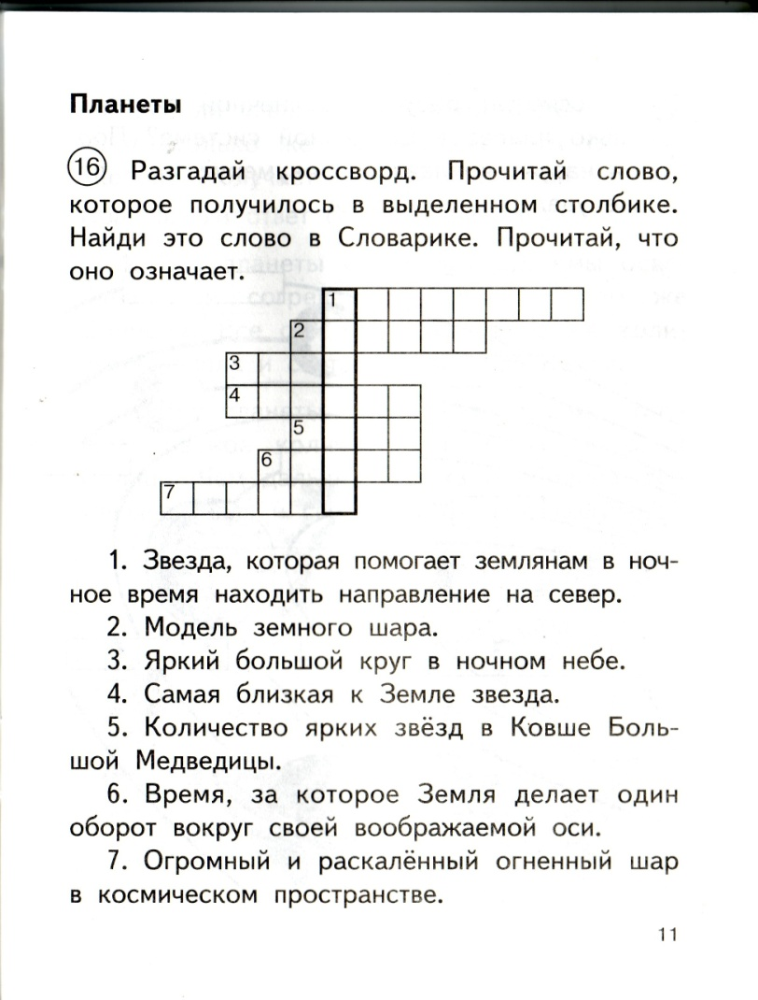 Планеты
16 Разгадай кроссворд. Прочитай слово,
которое получилось в выделенном столбике.
Найди это слово в Словарике. Прочитай, что
оно означает.
1
2
3
4
5
6
7
1. Звезда, которая помогает землянам в ноч-
ное время находить направление на север.
2. Модель земного шара.
3. Яркий большой круг в ночном небе.
4. Самая близкая к Земле звезда.
5. Количество ярких звёзд в Ковше Боль-
шой Медведицы.
6. Время, за которое Земля делает один
оборот вокруг своей воображаемой оси.
7. Огромный и раскалённый огненный шар
в космическом пространстве.
11